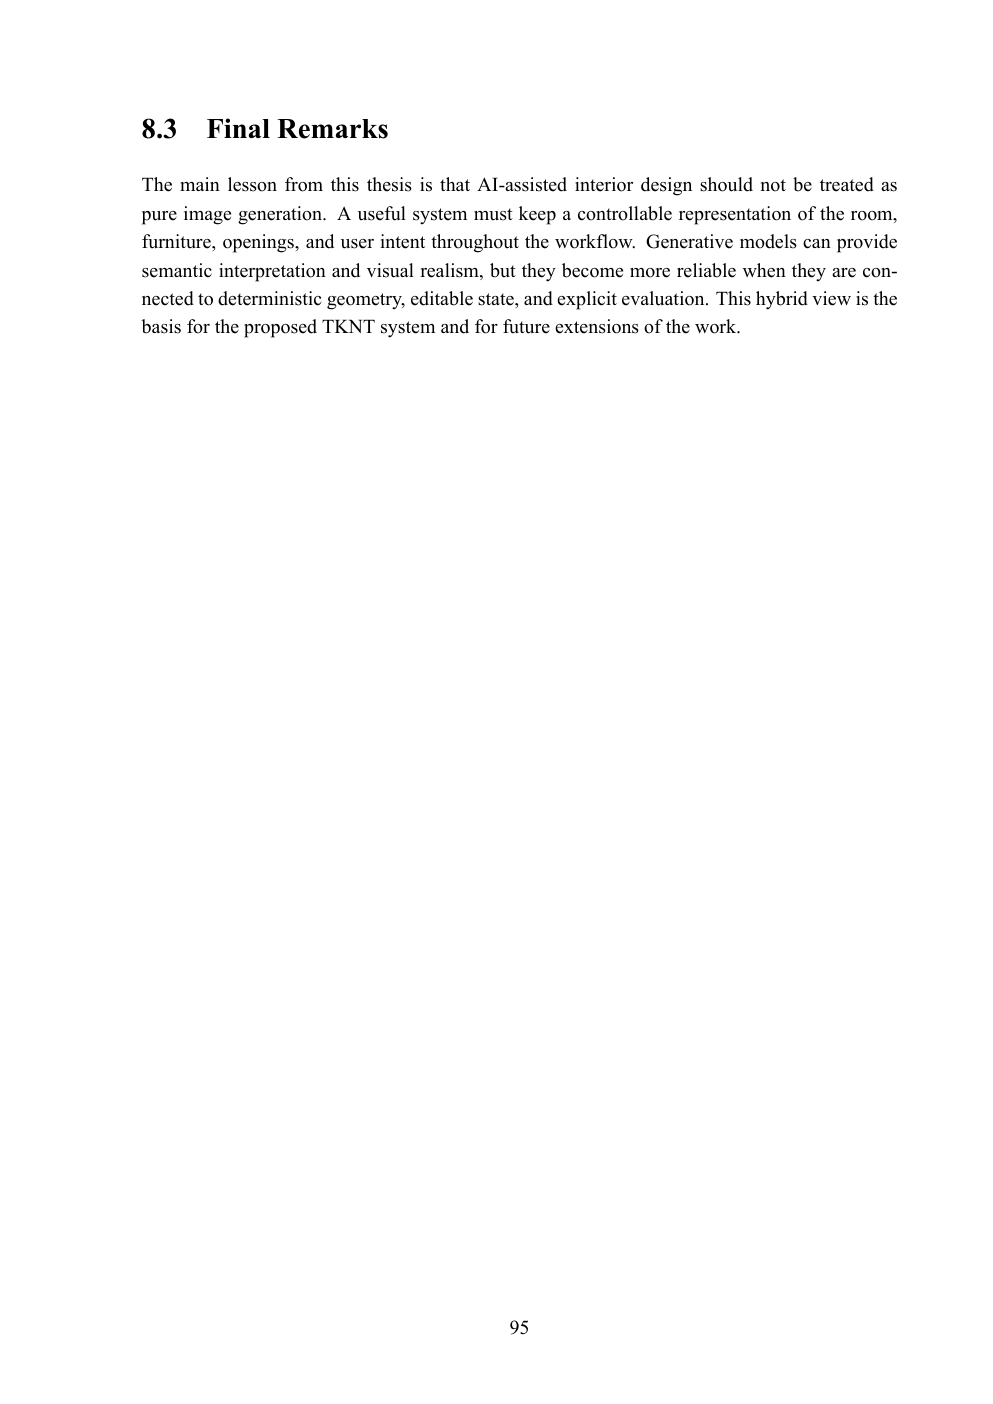 8.3 Final Remarks
The main lesson from this thesis is that AI-assisted interior design should not be treated as
pure image generation. A useful system must keep a controllable representation of the room,
furniture, openings, and user intent throughout the workflow. Generative models can provide
semantic interpretation and visual realism, but they become more reliable when they are con-
nected to deterministic geometry, editable state, and explicit evaluation. This hybrid view is the
basis for the proposed TKNT system and for future extensions of the work.
95